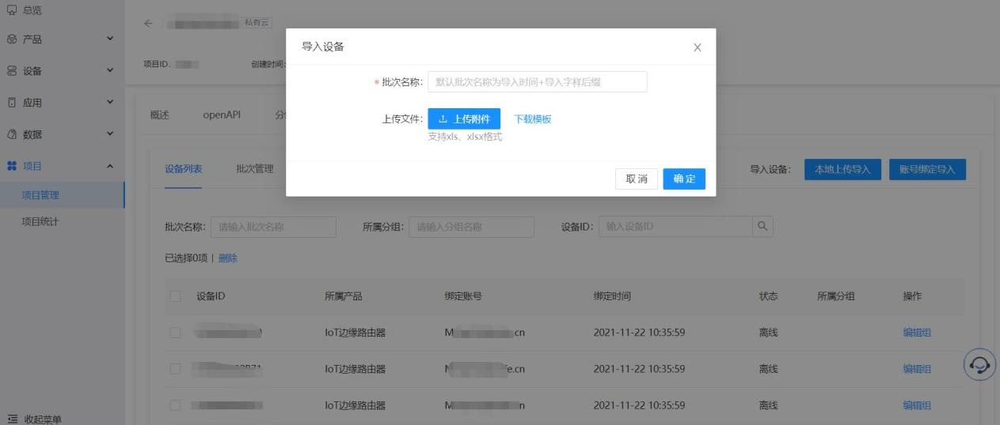 总览
产品
设备
应用
数据
项目
项目管理
项目统计
收起菜单
私有云
项目ID.
创建时间:
概述 openAPI
设备列表 批次管理
导入设备: 本地上传导入 账号绑定导入
导入设备
X
* 批次名称: 默认批次名称为导入时间+导入字样后缀
上传文件: 上传附件 下载模板
支持xls、xlsx格式
取 消 确 定
批次名称: 请输入批次名称 所属分组: 请输入分组名称 设备ID: 输入设备ID
已选择0项 | 删除
设备ID 所属产品 绑定账号 绑定时间 状态 所属分组 操作
IoT边缘路由器 M cn 2021-11-22 10:35:59 离线 编辑组
IoT边缘路由器 e.cn 2021-11-22 10:35:59 离线 编辑组
IoT边缘路由器 M 2021-11-22 10:35:59 离线 编辑组